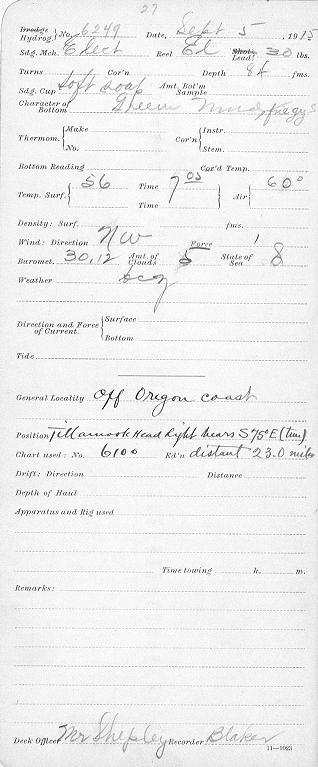 27
Dredge
Hydrog. No. 6249 Date, Sept 5, 1915
Sdg. Mch. Elect Reel El Shot, Lead 30 lbs.
Turns Cor'n Depth 84 fms.
Sdg. Cup Soft soap Amt. Bot'm Sample
Character of Bottom Green Mud
Thermom. Make Cor'n Instr.
No. Stem.
Bottom Reading Cor'd Temp.
Temp. Surf. 56 Time 7 05 Air 60°
Time
Density: Surf. fms.
Wind: Direction NW Force 1
Baromet. 30.12 Amt. of Clouds 5 State of Sea 8
Weather bcz
Direction and Force of Current. Surface
Bottom
Tide
General Locality Off Oregon coast
Position Tillamook Head Light bears S 75° E (true)
Chart used: No. 6100 Ed'n distant 23.0 miles
Drift: Direction Distance
Depth of Haul
Apparatus and Rig used
Time towing h. m.
Remarks:
Deck Officer Mr Shepley Recorder Blaker
11—1023